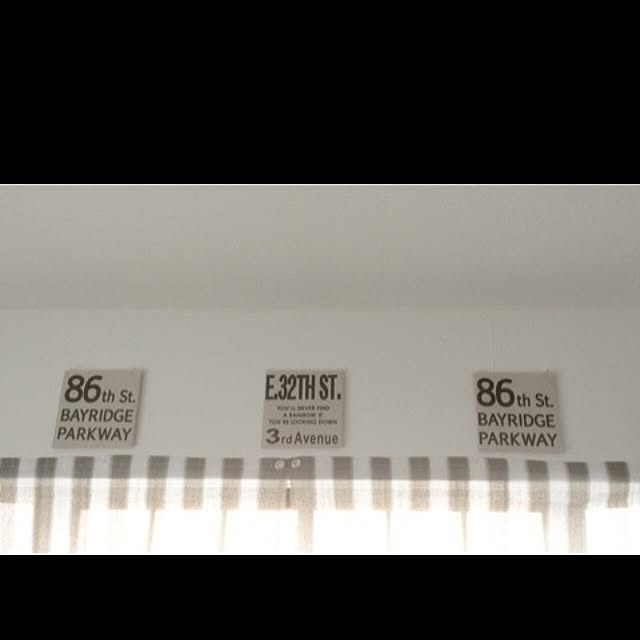 86th St.
BAYRIDGE
PARKWAY
E.32TH ST.
YOU'LL NEVER FIND
A RAINBOW IF
YOU'RE LOOKING DOWN
3rd Avenue
86th St.
BAYRIDGE
PARKWAY